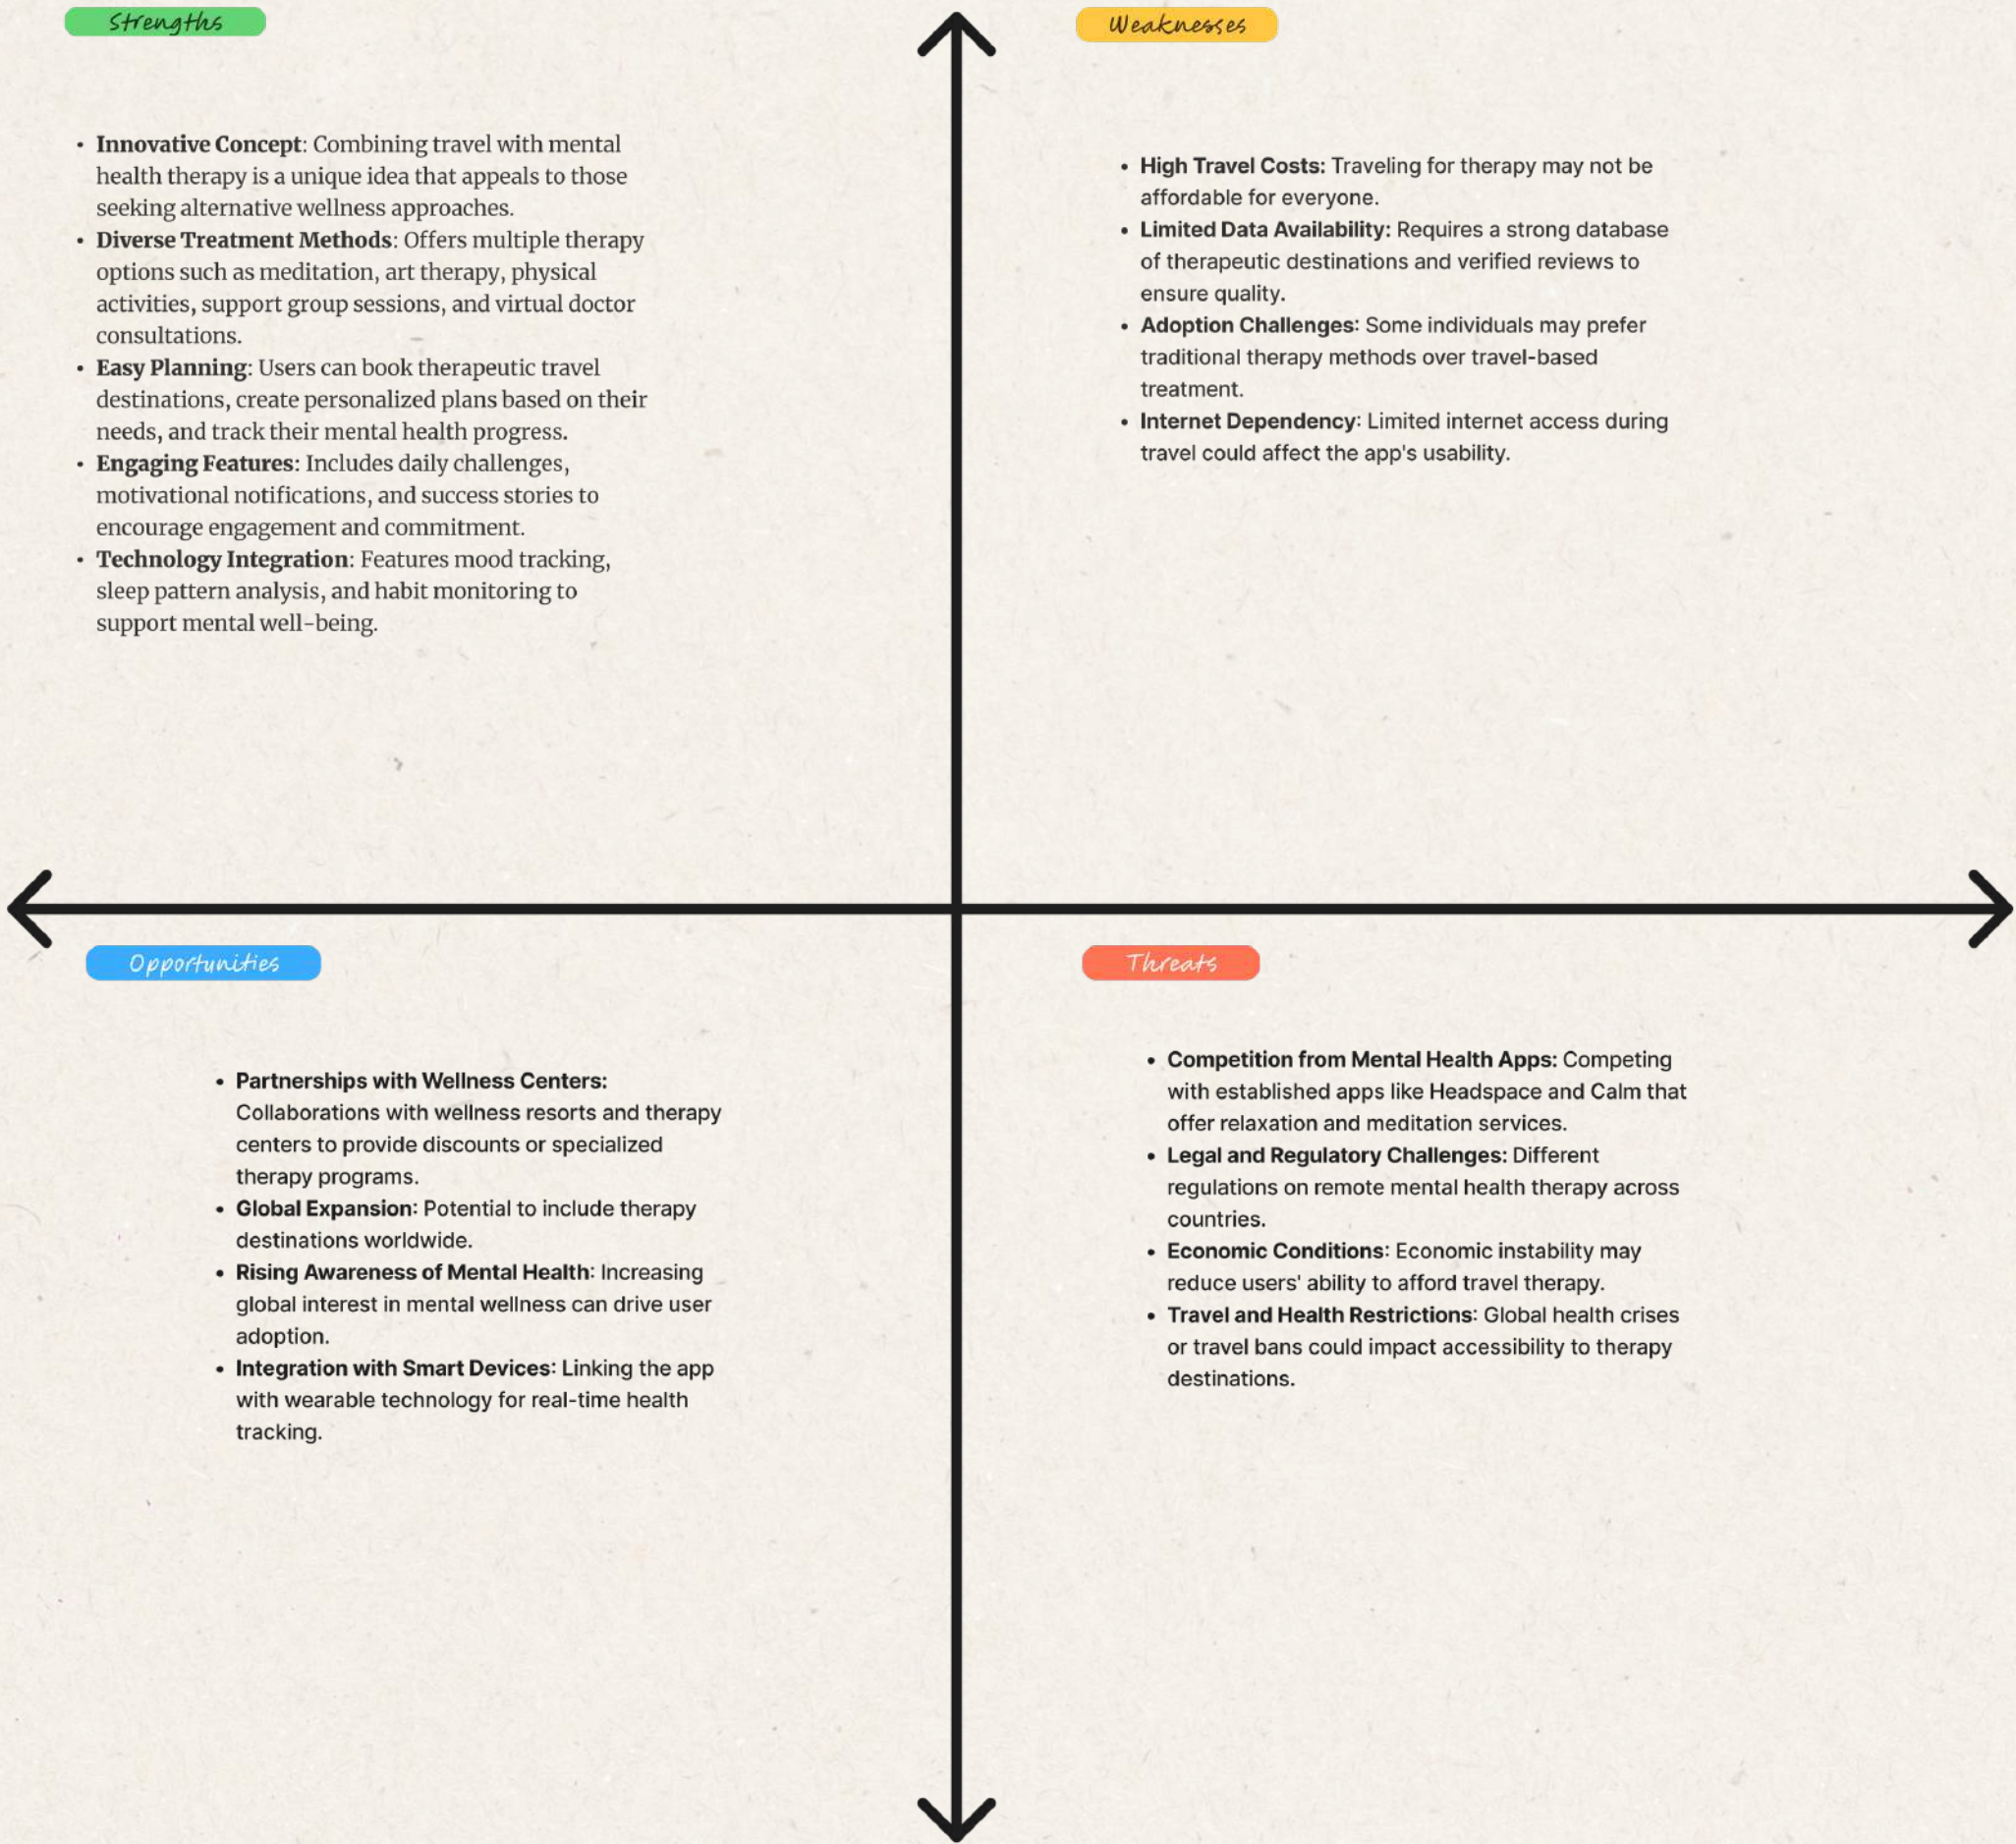 Strengths
• Innovative Concept: Combining travel with mental
health therapy is a unique idea that appeals to those
seeking alternative wellness approaches.
• Diverse Treatment Methods: Offers multiple therapy
options such as meditation, art therapy, physical
activities, support group sessions, and virtual doctor
consultations.
• Easy Planning: Users can book therapeutic travel
destinations, create personalized plans based on their
needs, and track their mental health progress.
• Engaging Features: Includes daily challenges,
motivational notifications, and success stories to
encourage engagement and commitment.
• Technology Integration: Features mood tracking,
sleep pattern analysis, and habit monitoring to
support mental well-being.
Weaknesses
• High Travel Costs: Traveling for therapy may not be
affordable for everyone.
• Limited Data Availability: Requires a strong database
of therapeutic destinations and verified reviews to
ensure quality.
• Adoption Challenges: Some individuals may prefer
traditional therapy methods over travel-based
treatment.
• Internet Dependency: Limited internet access during
travel could affect the app's usability.
Opportunities
• Partnerships with Wellness Centers:
Collaborations with wellness resorts and therapy
centers to provide discounts or specialized
therapy programs.
• Global Expansion: Potential to include therapy
destinations worldwide.
• Rising Awareness of Mental Health: Increasing
global interest in mental wellness can drive user
adoption.
• Integration with Smart Devices: Linking the app
with wearable technology for real-time health
tracking.
Threats
• Competition from Mental Health Apps: Competing
with established apps like Headspace and Calm that
offer relaxation and meditation services.
• Legal and Regulatory Challenges: Different
regulations on remote mental health therapy across
countries.
• Economic Conditions: Economic instability may
reduce users' ability to afford travel therapy.
• Travel and Health Restrictions: Global health crises
or travel bans could impact accessibility to therapy
destinations.